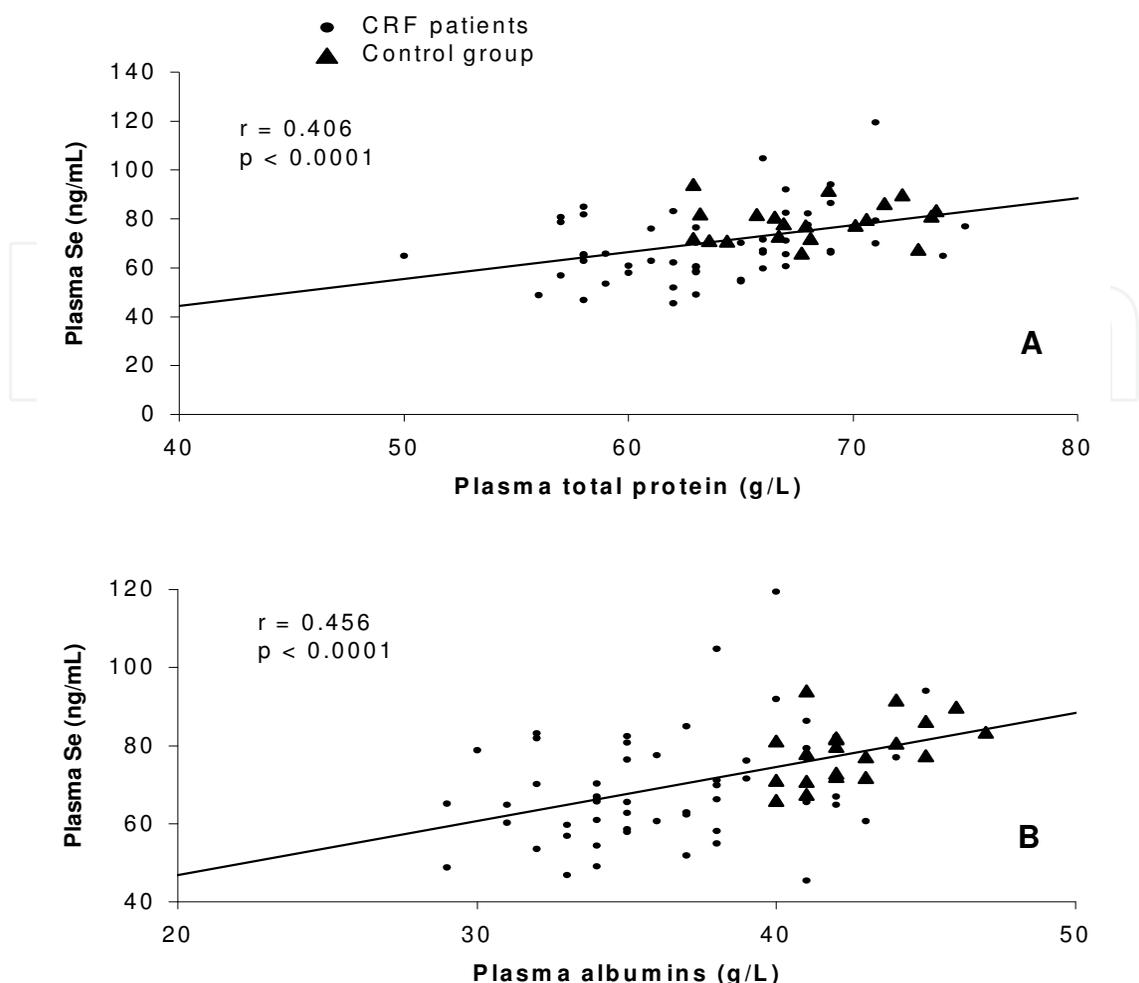 CRF patients
Control group
140
120
100
80
60
40
20
0
r = 0.406
p < 0.0001
Plasma Se (ng/mL)
A
40 50 60 70 80
Plasma total protein (g/L)
120
100
80
60
40
r = 0.456
p < 0.0001
Plasma Se (ng/mL)
B
20 30 40 50
Plasma albumins (g/L)